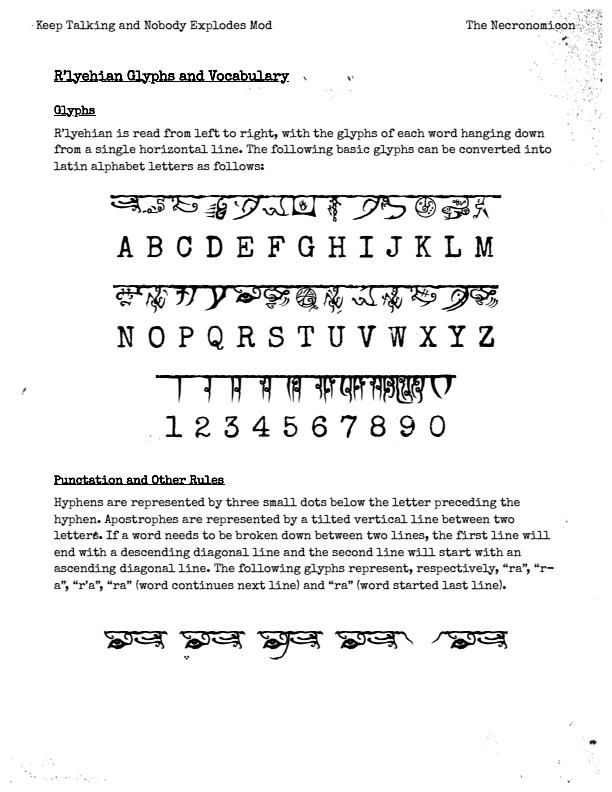 Keep Talking and Nobody Explodes Mod The Necronomicon
R'lyehian Glyphs and Vocabulary
Glyphs
R'lyehian is read from left to right, with the glyphs of each word hanging down
from a single horizontal line. The following basic glyphs can be converted into
latin alphabet letters as follows:
A B C D E F G H I J K L M
N O P Q R S T U V W X Y Z
1 2 3 4 5 6 7 8 9 0
Punctation and Other Rules
Hyphens are represented by three small dots below the letter preceding the
hyphen. Apostrophes are represented by a tilted vertical line between two
letters. If a word needs to be broken down between two lines, the first line will
end with a descending diagonal line and the second line will start with an
ascending diagonal line. The following glyphs represent, respectively, “ra”, “r-
a”, “r'a”, “ra” (word continues next line) and “ra” (word started last line).